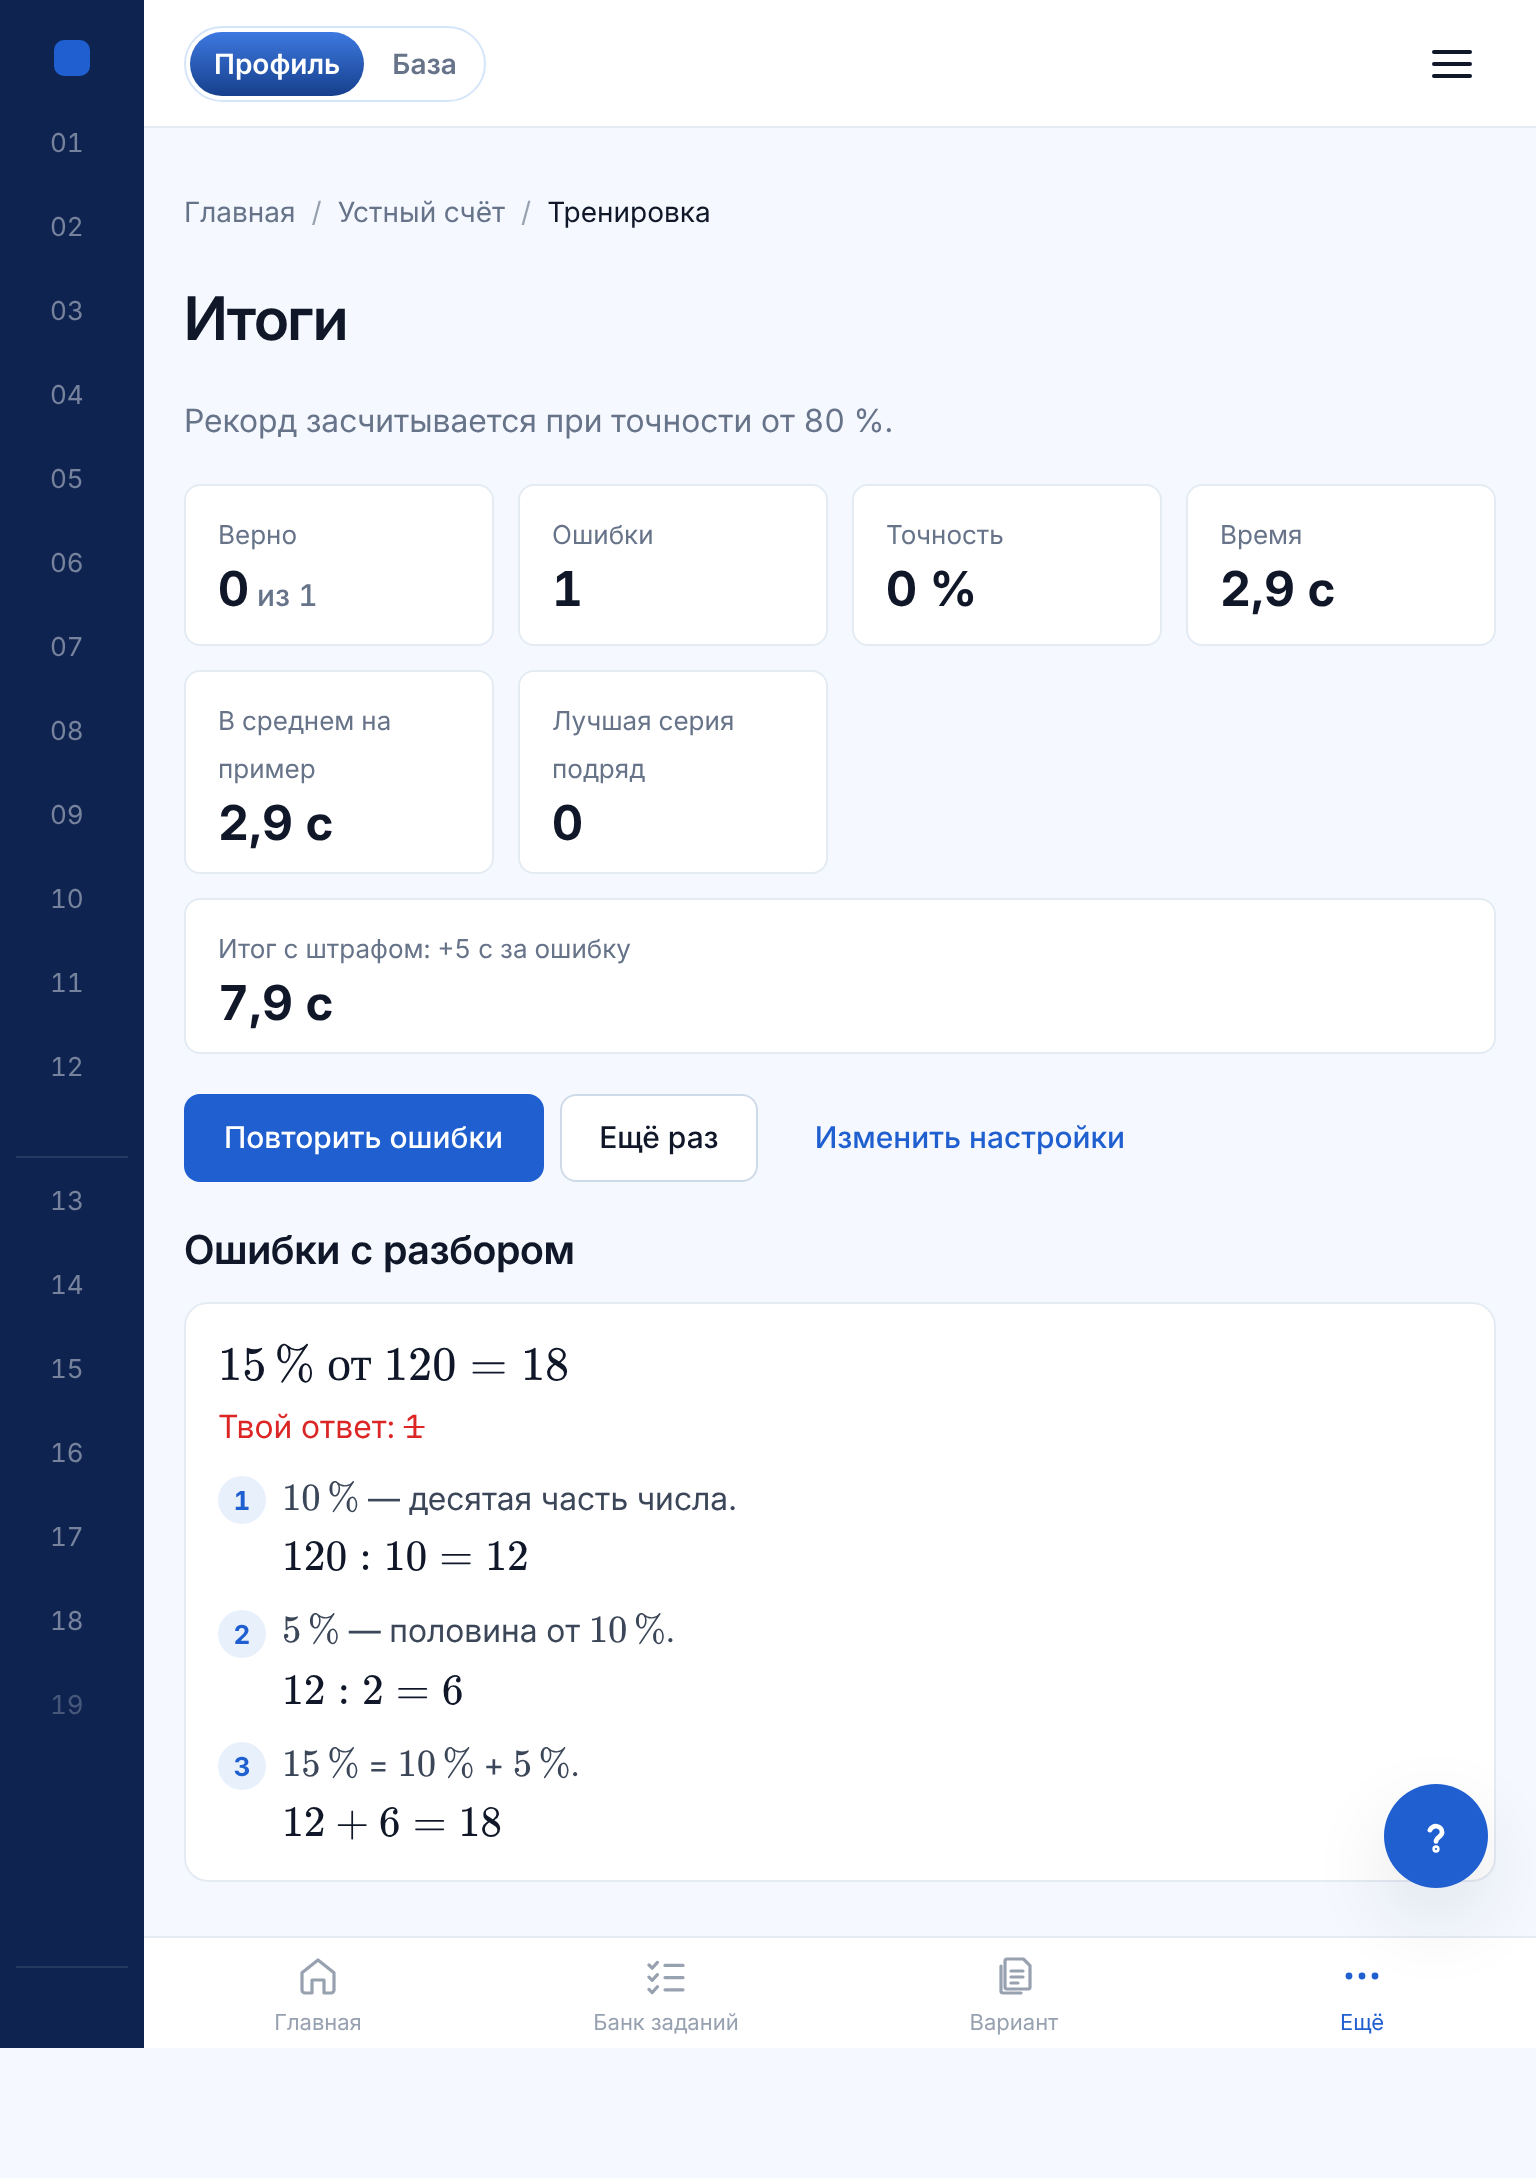 Профиль База
01
02
03
04
05
06
07
08
09
10
11
12
13
14
15
16
17
18
19
Главная / Устный счёт / Тренировка
Итоги
Рекорд засчитывается при точности от 80 %.
Верно
0 из 1
Ошибки
1
Точность
0 %
Время
2,9 с
В среднем на
пример
2,9 с
Лучшая серия
подряд
0
Итог с штрафом: +5 с за ошибку
7,9 с
Повторить ошибки
Ещё раз
Изменить настройки
Ошибки с разбором
15 % от 120 = 18
Твой ответ: 1
1 10 % — десятая часть числа.
120 : 10 = 12
2 5 % — половина от 10 %.
12 : 2 = 6
3 15 % = 10 % + 5 %.
12 + 6 = 18
?
Главная
Банк заданий
Вариант
Ещё